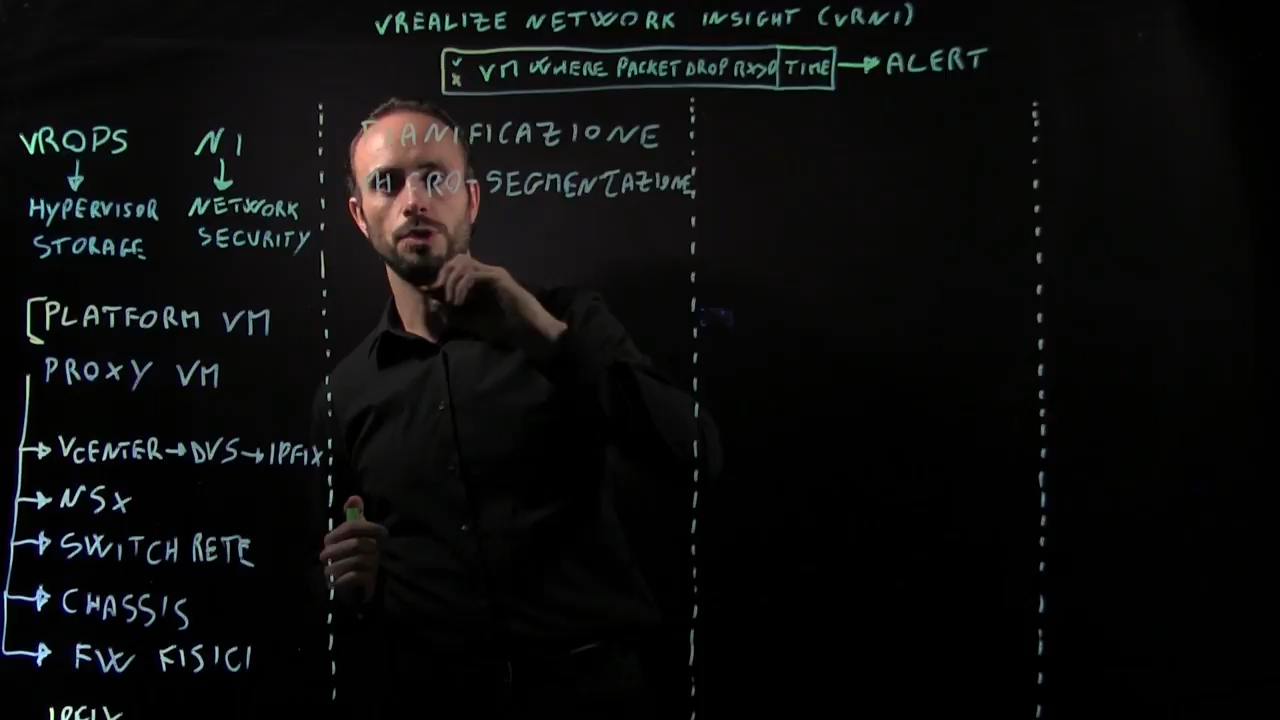 VREALIZE NETWORK INSIGHT (VRNI)
VM WHERE PACKET DROP RX>0 TIME → ALERT
VROPS
HYPERVISOR
STORAGE
NI
NETWORK
SECURITY
[PLATFORM VM
PROXY VM
VCENTER→DVS→IPFIX
NSX
SWITCH RETE
CHASSIS
FW FISICI
IPFIX
PIANIFICAZIONE
MICRO-SEGMENTAZIONE